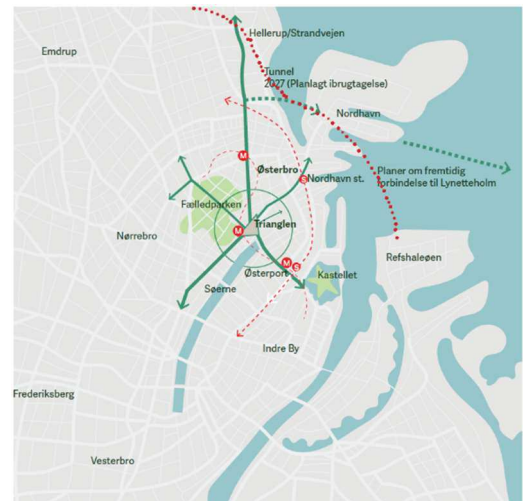 Hellerup/Strandvejen
Emdrup
Tunnel
2027 (Planlagt ibrugtagelse)
Nordhavn
M
Østerbro
Planer om fremtidig
forbindelse til Lynetteholm
S
Nordhavn st.
Fælledparken
Trianglen
M
Nørrebro
Refshaleøen
Østerport
M
S
Kastellet
Søerne
Indre By
Frederiksberg
Vesterbro